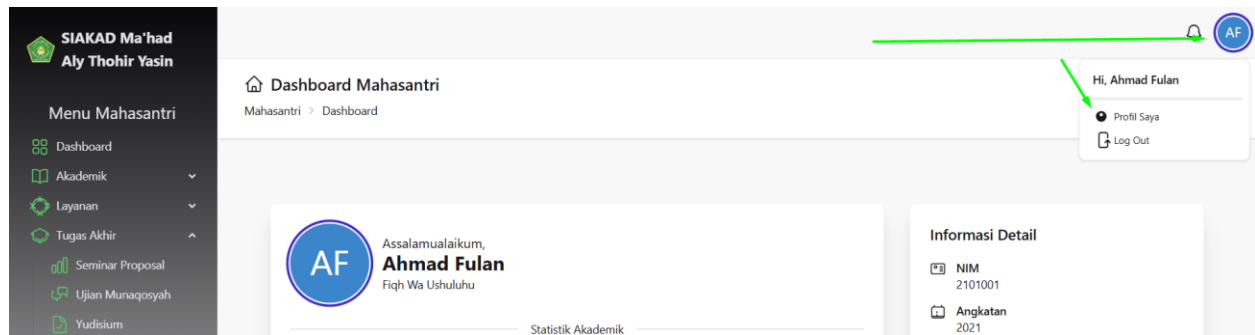 SIAKAD Ma'had
Aly Thohir Yasin
Menu Mahasantri
Dashboard
Akademik
Layanan
Tugas Akhir
Seminar Proposal
Ujian Munaqosyah
Yudisium
AF
Dashboard Mahasantri
Mahasantri > Dashboard
Hi, Ahmad Fulan
Profil Saya
Log Out
AF
Assalamualaikum,
Ahmad Fulan
Fiqh Wa Ushuluhu
Statistik Akademik
Informasi Detail
NIM
2101001
Angkatan
2021